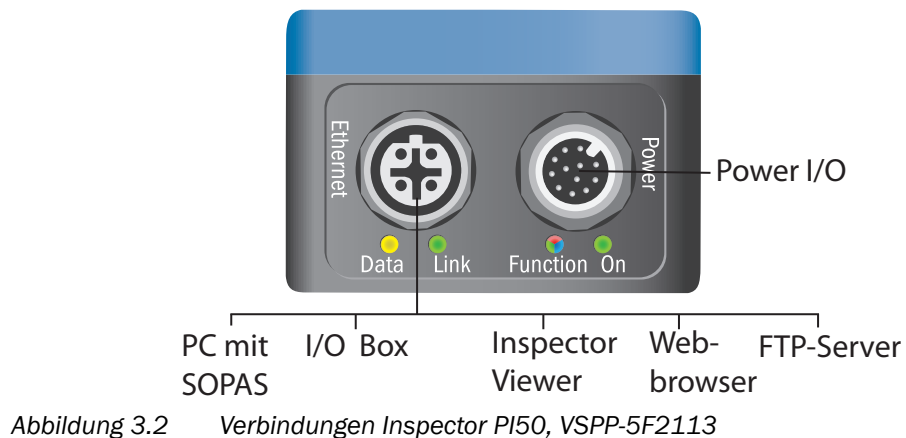 Ethernet
Power
Power I/O
Data Link Function On
PC mit I/O Box Inspector Web- FTP-Server
SOPAS Viewer browser
Abbildung 3.2 Verbindungen Inspector PI50, VSPP-5F2113